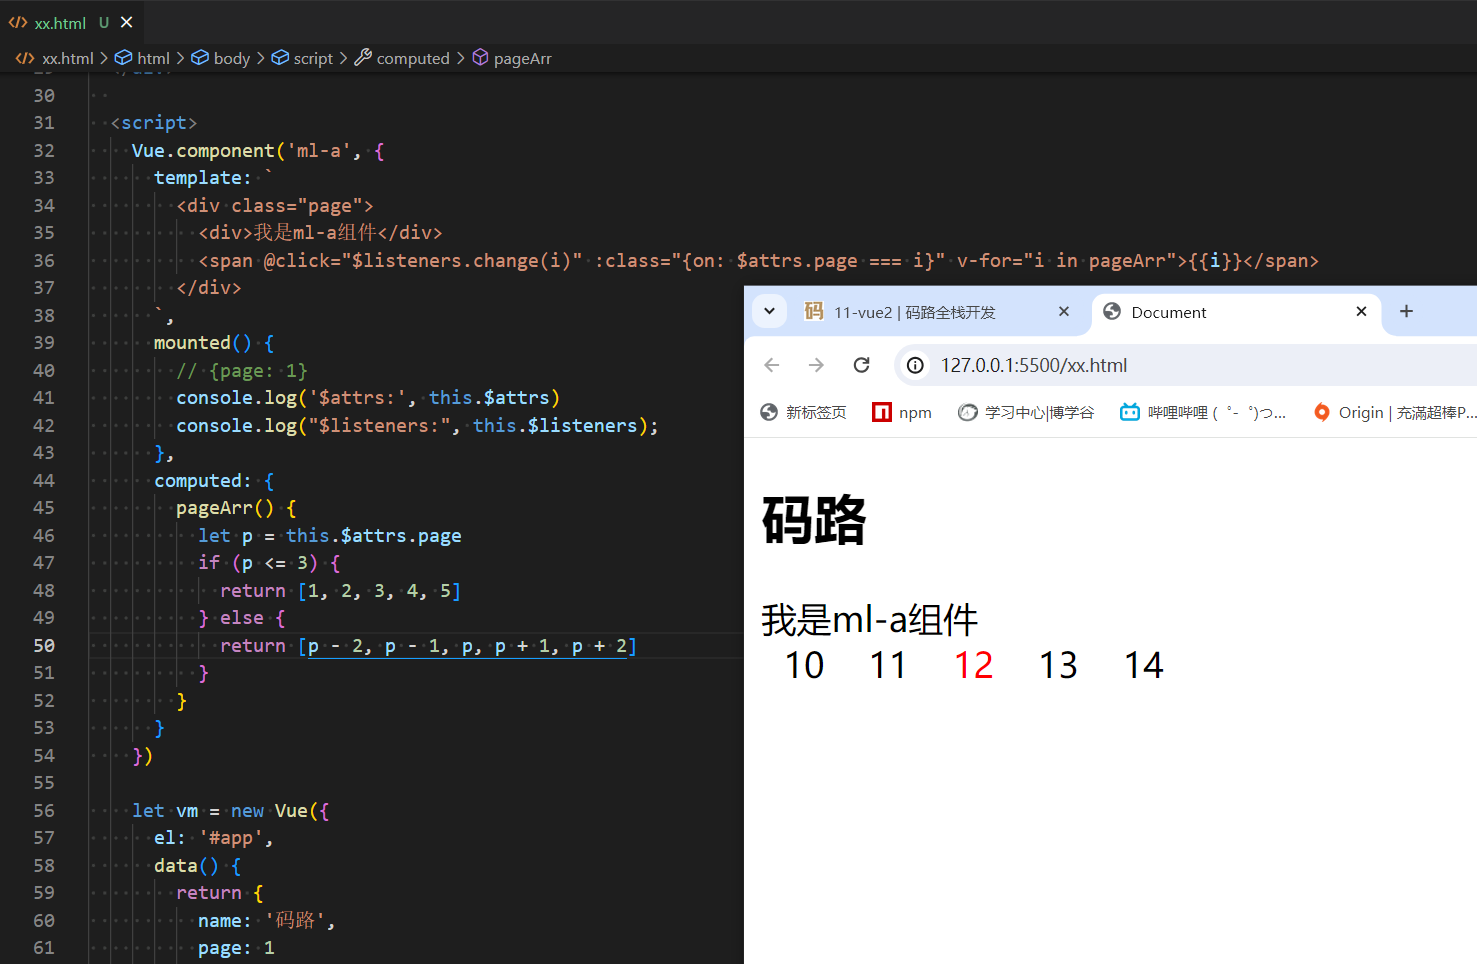 xx.html U
xx.html > html > body > script > computed > pageArr
30
31 <script>
32 Vue.component('ml-a', {
33 template: `
34 <div class="page">
35 <div>我是ml-a组件</div>
36 <span @click="$listeners.change(i)" :class="{on: $attrs.page === i}" v-for="i in pageArr">{{i}}</span>
37 </div>
38 `,
39 mounted() {
40 // {page: 1}
41 console.log('$attrs:', this.$attrs)
42 console.log("$listeners:", this.$listeners);
43 },
44 computed: {
45 pageArr() {
46 let p = this.$attrs.page
47 if (p <= 3) {
48 return [1, 2, 3, 4, 5]
49 } else {
50 return [p - 2, p - 1, p, p + 1, p + 2]
51 }
52 }
53 }
54 })
55
56 let vm = new Vue({
57 el: '#app',
58 data() {
59 return {
60 name: '码路',
61 page: 1
码 11-vue2 | 码路全栈开发
Document
127.0.0.1:5500/xx.html
新标签页 npm 学习中心|博学谷 哔哩哔哩 ( ゜- ゜)つ... Origin | 充满超棒P...
码路
我是ml-a组件
10 11 12 13 14